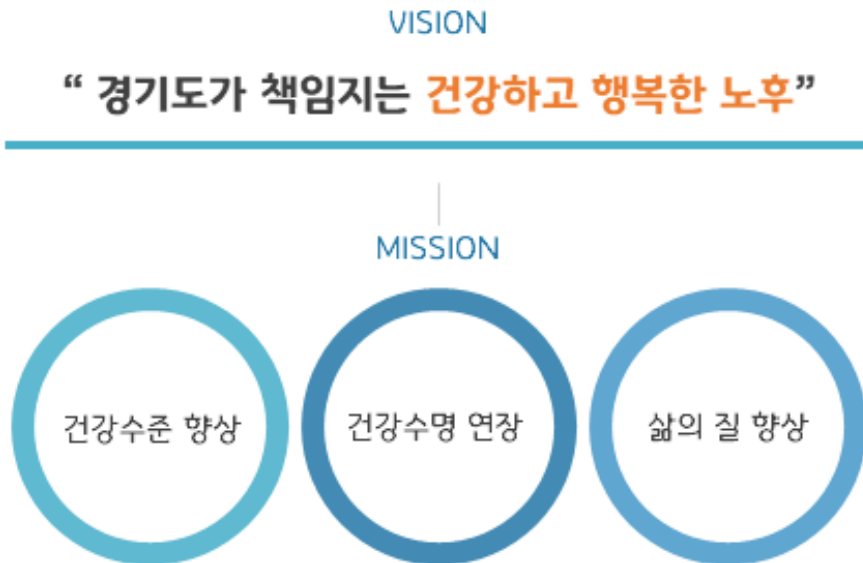 VISION
“ 경기도가 책임지는 건강하고 행복한 노후”
MISSION
건강수준 향상
건강수명 연장
삶의 질 향상